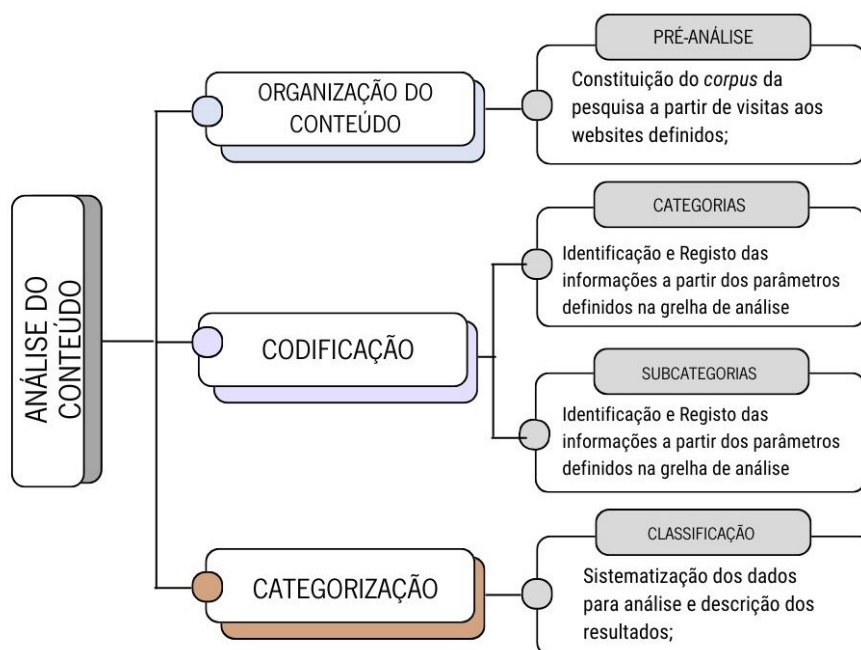 ANÁLISE DO
CONTEÚDO
ORGANIZAÇÃO DO
CONTEÚDO
PRÉ-ANÁLISE
Constituição do corpus da
pesquisa a partir de visitas aos
websites definidos;
CODIFICAÇÃO
CATEGORIAS
Identificação e Registo das
informações a partir dos parâmetros
definidos na grelha de análise
SUBCATEGORIAS
Identificação e Registo das
informações a partir dos parâmetros
definidos na grelha de análise
CATEGORIZAÇÃO
CLASSIFICAÇÃO
Sistematização dos dados
para análise e descrição dos
resultados;